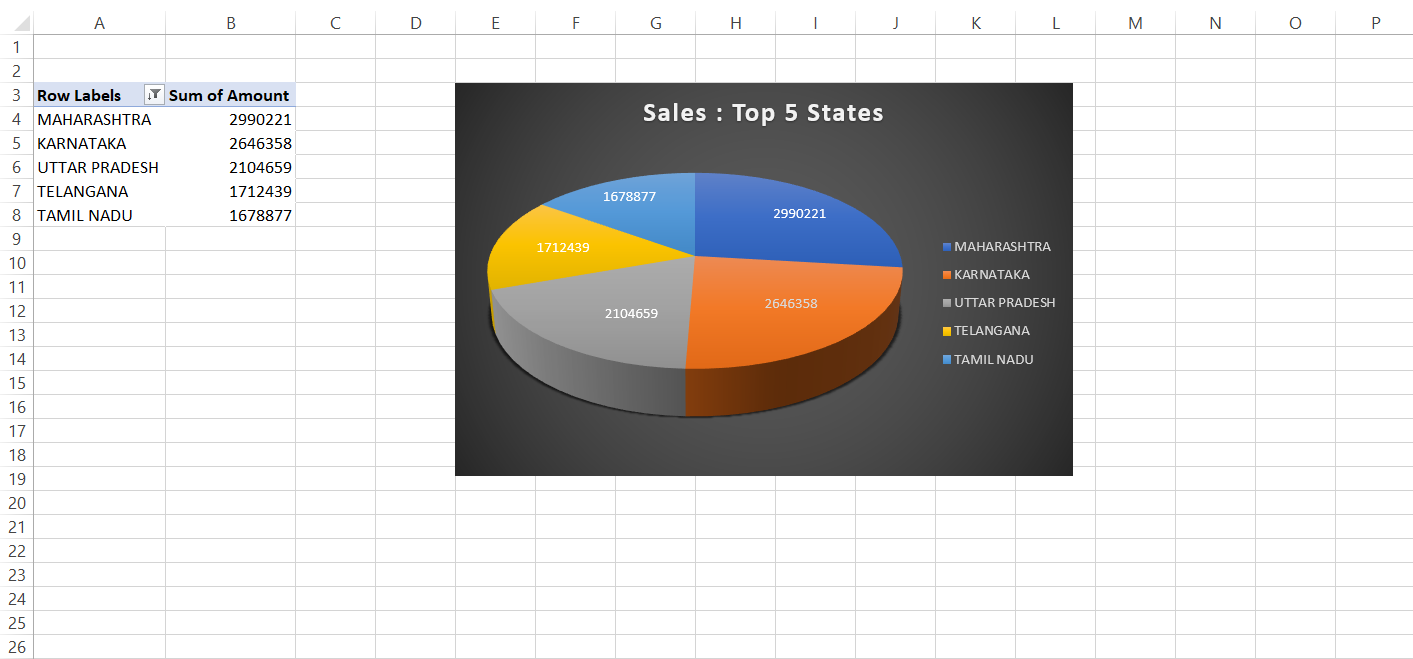 A B C D E F G H I J K L M N O P
1
2
3 Row Labels Sum of Amount
4 MAHARASHTRA 2990221
5 KARNATAKA 2646358
6 UTTAR PRADESH 2104659
7 TELANGANA 1712439
8 TAMIL NADU 1678877
9
10
11
12
13
14
15
16
17
18
19
20
21
22
23
24
25
26
Sales : Top 5 States
1678877
2990221
1712439
2646358
2104659
MAHARASHTRA
KARNATAKA
UTTAR PRADESH
TELANGANA
TAMIL NADU